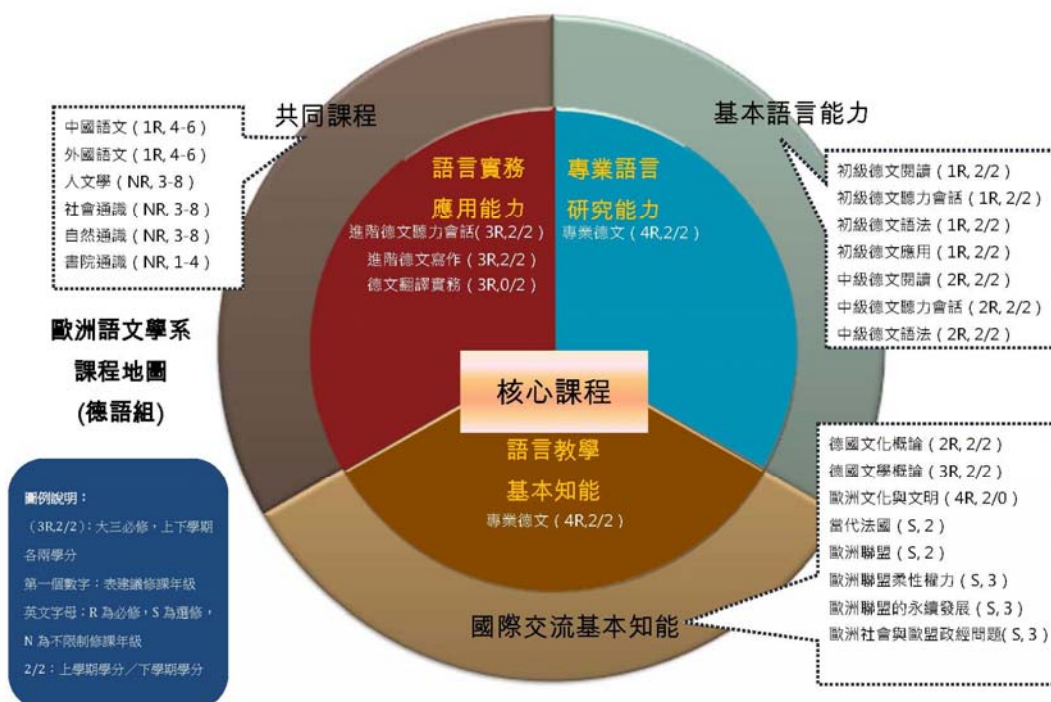 共同課程
中國語文 ( 1R, 4-6 )
外國語文 ( 1R, 4-6 )
人文學 ( NR, 3-8 )
社會通識 ( NR, 3-8 )
自然通識 ( NR, 3-8 )
書院通識 ( NR, 1-4 )
基本語言能力
初級德文閱讀 ( 1R, 2/2 )
初級德文聽力會話 ( 1R, 2/2 )
初級德文語法 ( 1R, 2/2 )
初級德文應用 ( 1R, 2/2 )
中級德文閱讀 ( 2R, 2/2 )
中級德文聽力會話 ( 2R, 2/2 )
中級德文語法 ( 2R, 2/2 )
語言實務
應用能力
進階德文聽力會話( 3R,2/2 )
進階德文寫作 ( 3R,2/2 )
德文翻譯實務 ( 3R,0/2 )
專業語言
研究能力
專業德文 ( 4R,2/2 )
歐洲語文學系
課程地圖
(德語組)
核心課程
語言教學
基本知能
專業德文 ( 4R,2/2 )
國際交流基本知能
德國文化概論 ( 2R, 2/2 )
德國文學概論 ( 3R, 2/2 )
歐洲文化與文明 ( 4R, 2/0 )
當代法國 ( S, 2 )
歐洲聯盟 ( S, 2 )
歐洲聯盟柔性權力 ( S, 3 )
歐洲聯盟的永續發展 ( S, 3 )
歐洲社會與歐盟政經問題( S, 3 )
圖例說明：
（3R,2/2）：大三必修，上下學期
各兩學分
第一個數字：表建議修課年級
英文字母：R 為必修，S 為選修，
N 為不限制修課年級
2/2：上學期學分／下學期學分